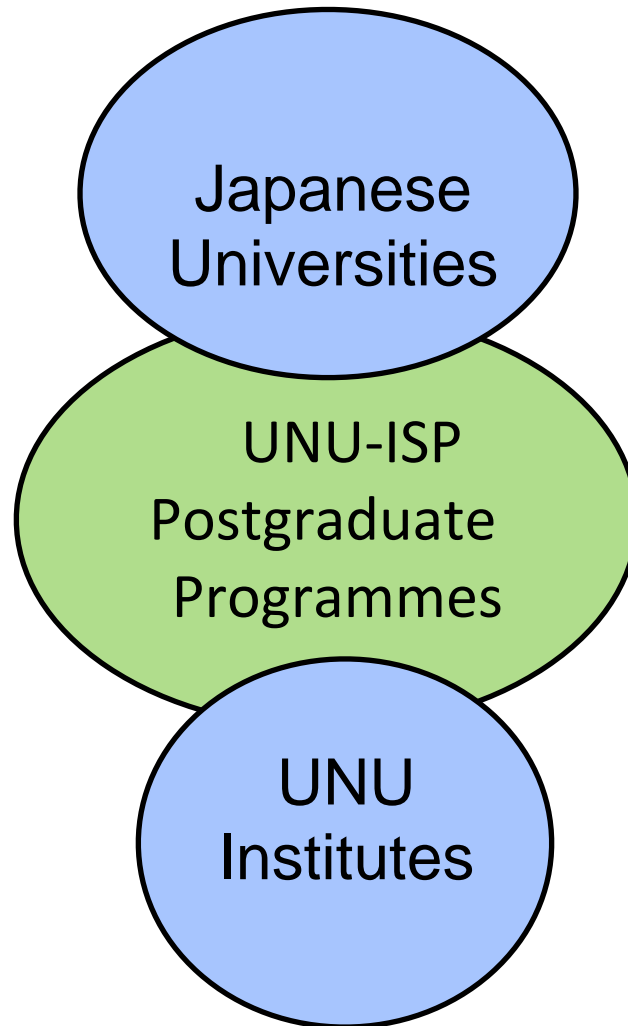 Japanese
Universities
UNU-ISP
Postgraduate
Programmes
UNU
Institutes